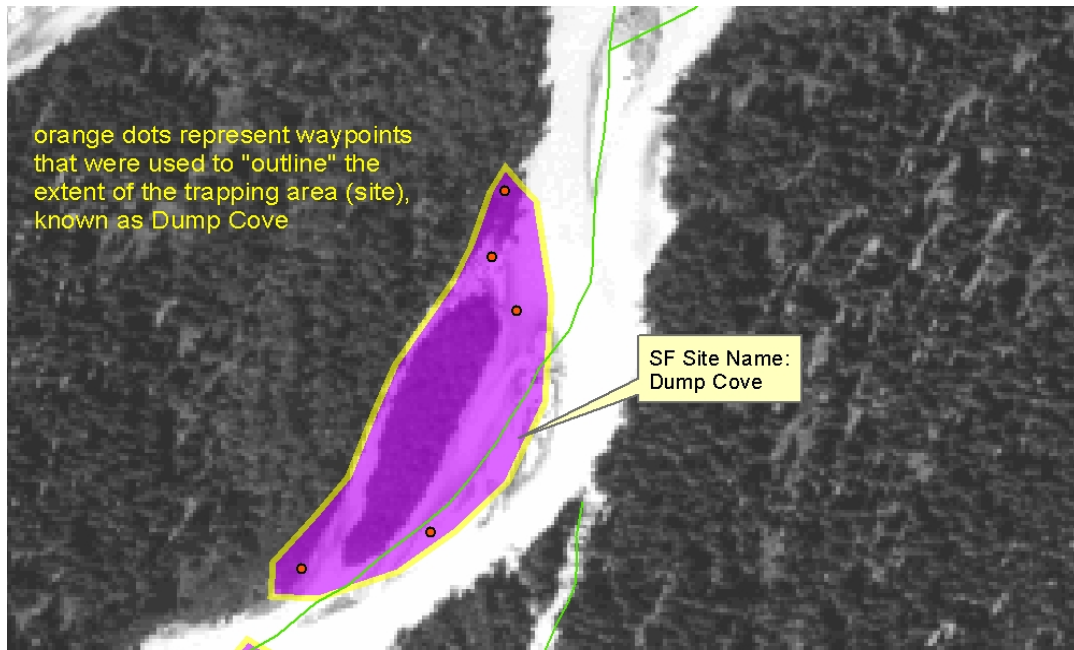 orange dots represent waypoints
that were used to "outline" the
extent of the trapping area (site),
known as Dump Cove
SF Site Name:
Dump Cove